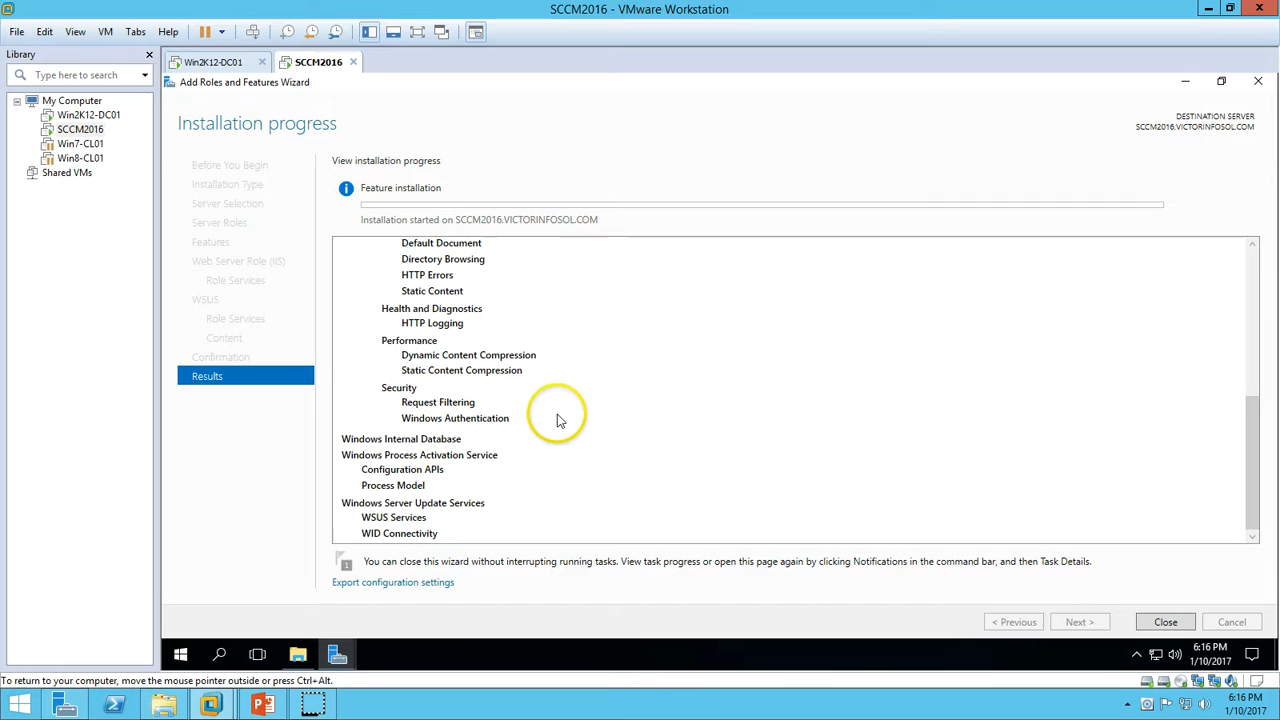 SCCM2016 - VMware Workstation
File Edit View VM Tabs Help
Library
Type here to search
My Computer
Win2K12-DC01
SCCM2016
Win7-CL01
Win8-CL01
Shared VMs
Win2K12-DC01
SCCM2016
Add Roles and Features Wizard
Installation progress
DESTINATION SERVER
SCCM2016.VICTORINFOSOL.COM
Before You Begin
Installation Type
Server Selection
Server Roles
Features
Web Server Role (IIS)
Role Services
WSUS
Role Services
Content
Confirmation
Results
View installation progress
Feature installation
Installation started on SCCM2016.VICTORINFOSOL.COM
Default Document
Directory Browsing
HTTP Errors
Static Content
Health and Diagnostics
HTTP Logging
Performance
Dynamic Content Compression
Static Content Compression
Security
Request Filtering
Windows Authentication
Windows Internal Database
Windows Process Activation Service
Configuration APIs
Process Model
Windows Server Update Services
WSUS Services
WID Connectivity
1
You can close this wizard without interrupting running tasks. View task progress or open this page again by clicking Notifications in the command bar, and then Task Details.
Export configuration settings
< Previous
Next >
Close
Cancel
6:16 PM
1/10/2017
To return to your computer, move the mouse pointer outside or press Ctrl+Alt.
6:16 PM
1/10/2017